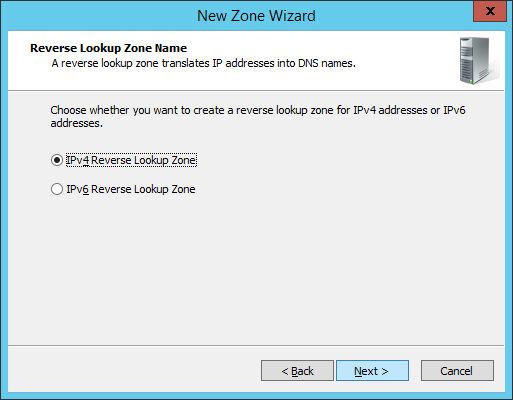 New Zone Wizard
X
Reverse Lookup Zone Name
A reverse lookup zone translates IP addresses into DNS names.
Choose whether you want to create a reverse lookup zone for IPv4 addresses or IPv6
addresses.
IPv4 Reverse Lookup Zone
IPv6 Reverse Lookup Zone
< Back
Next >
Cancel